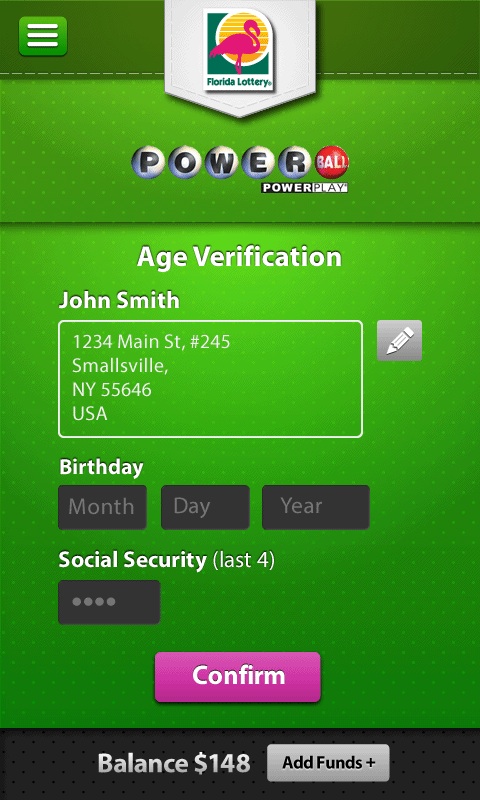 Florida Lottery®
POWERBALL
POWERPLAY
Age Verification
John Smith
1234 Main St, #245
Smallsville,
NY 55646
USA
Birthday
Month Day Year
Social Security (last 4)
••••
Confirm
Balance $148 Add Funds +